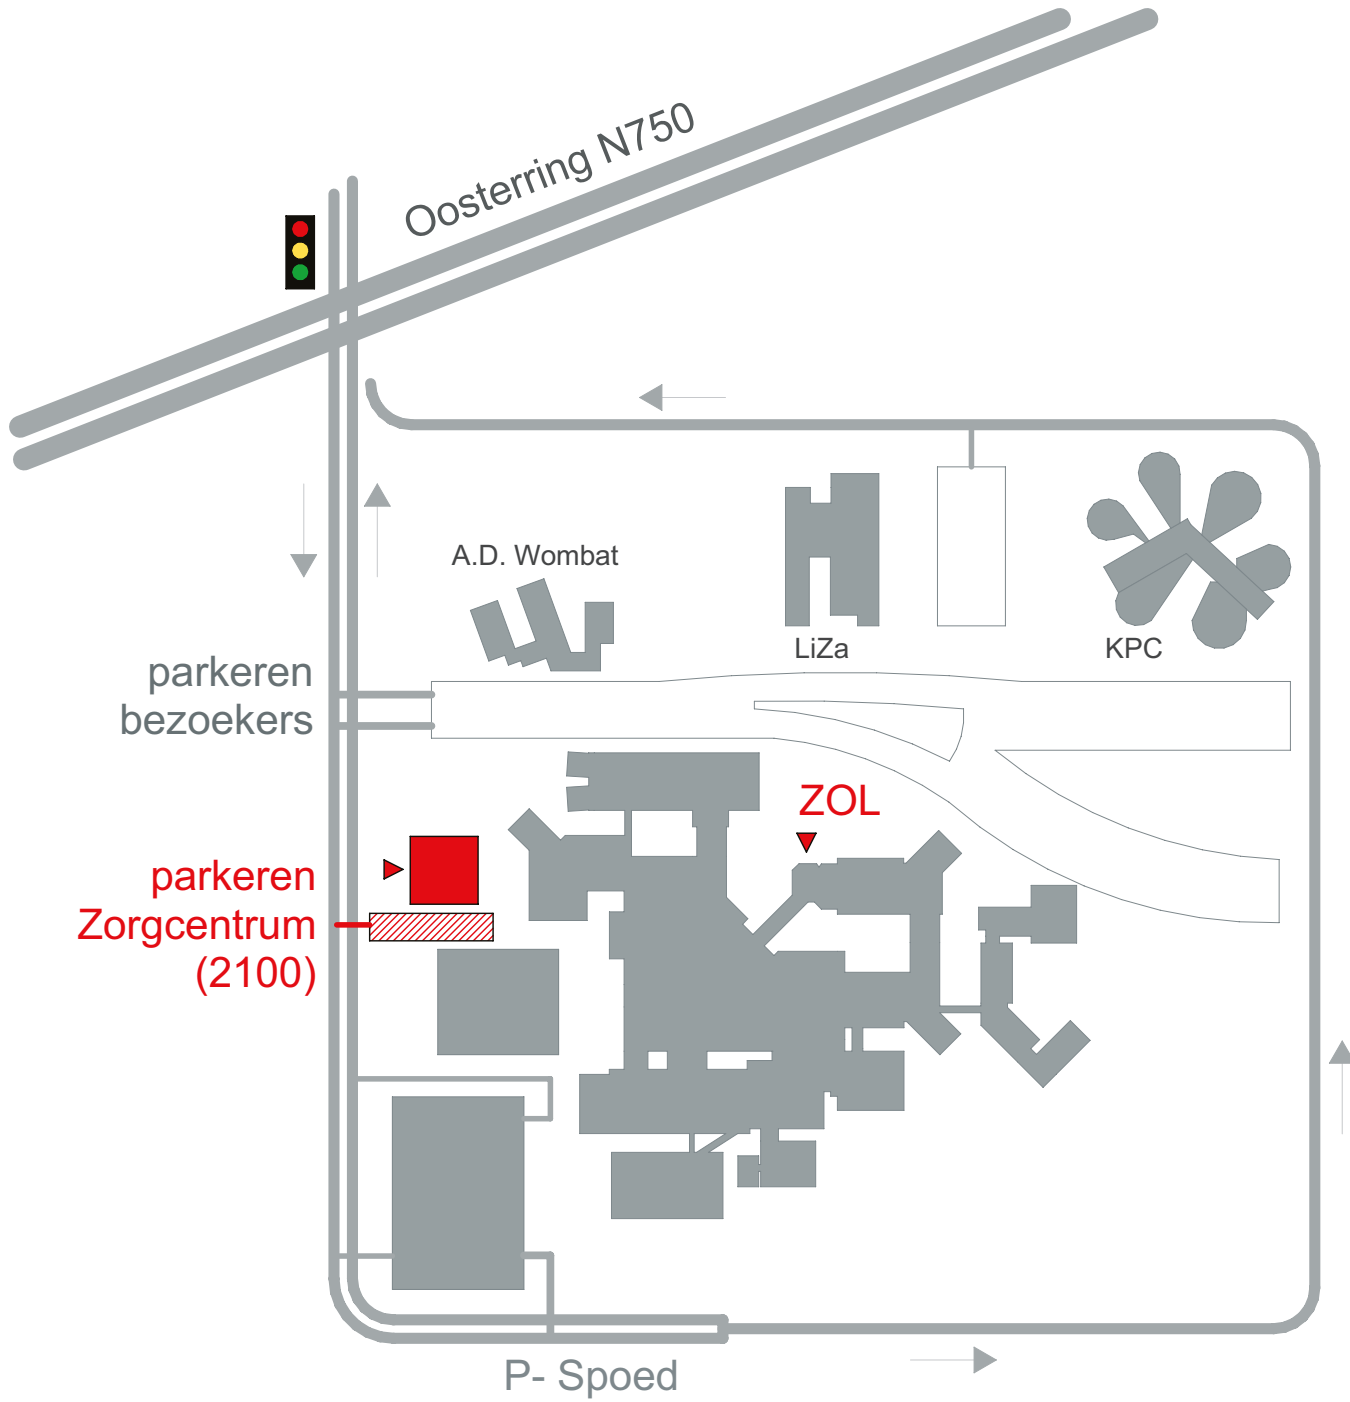 Oosterring N750
A.D. Wombat
LiZa
KPC
parkeren
bezoekers
ZOL
parkeren
Zorgcentrum
(2100)
P- Spoed